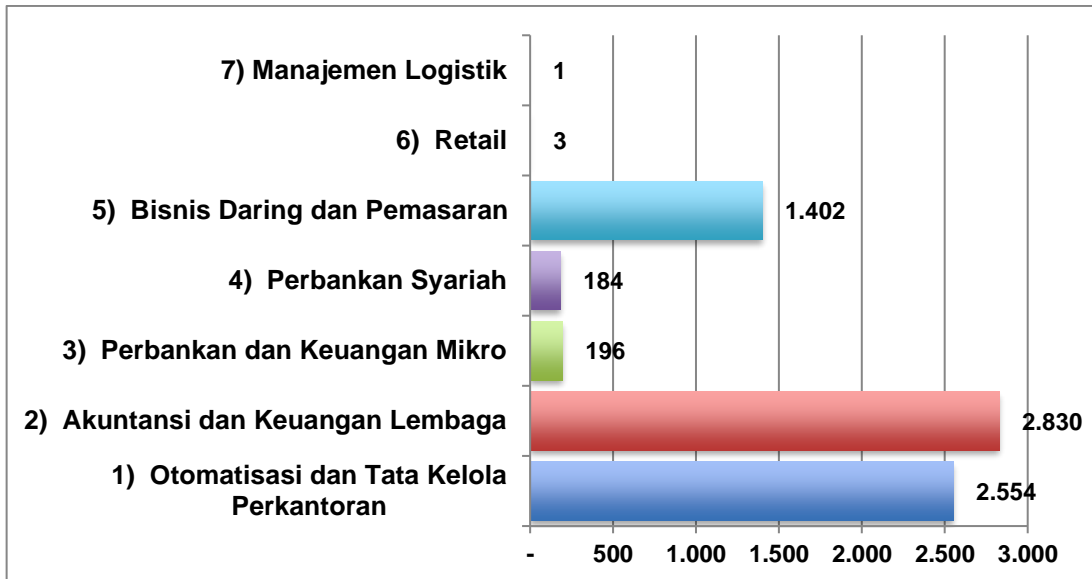 7) Manajemen Logistik
1
6) Retail
3
5) Bisnis Daring dan Pemasaran
1.402
4) Perbankan Syariah
184
3) Perbankan dan Keuangan Mikro
196
2) Akuntansi dan Keuangan Lembaga
2.830
1) Otomatisasi dan Tata Kelola
Perkantoran
2.554
- 500 1.000 1.500 2.000 2.500 3.000